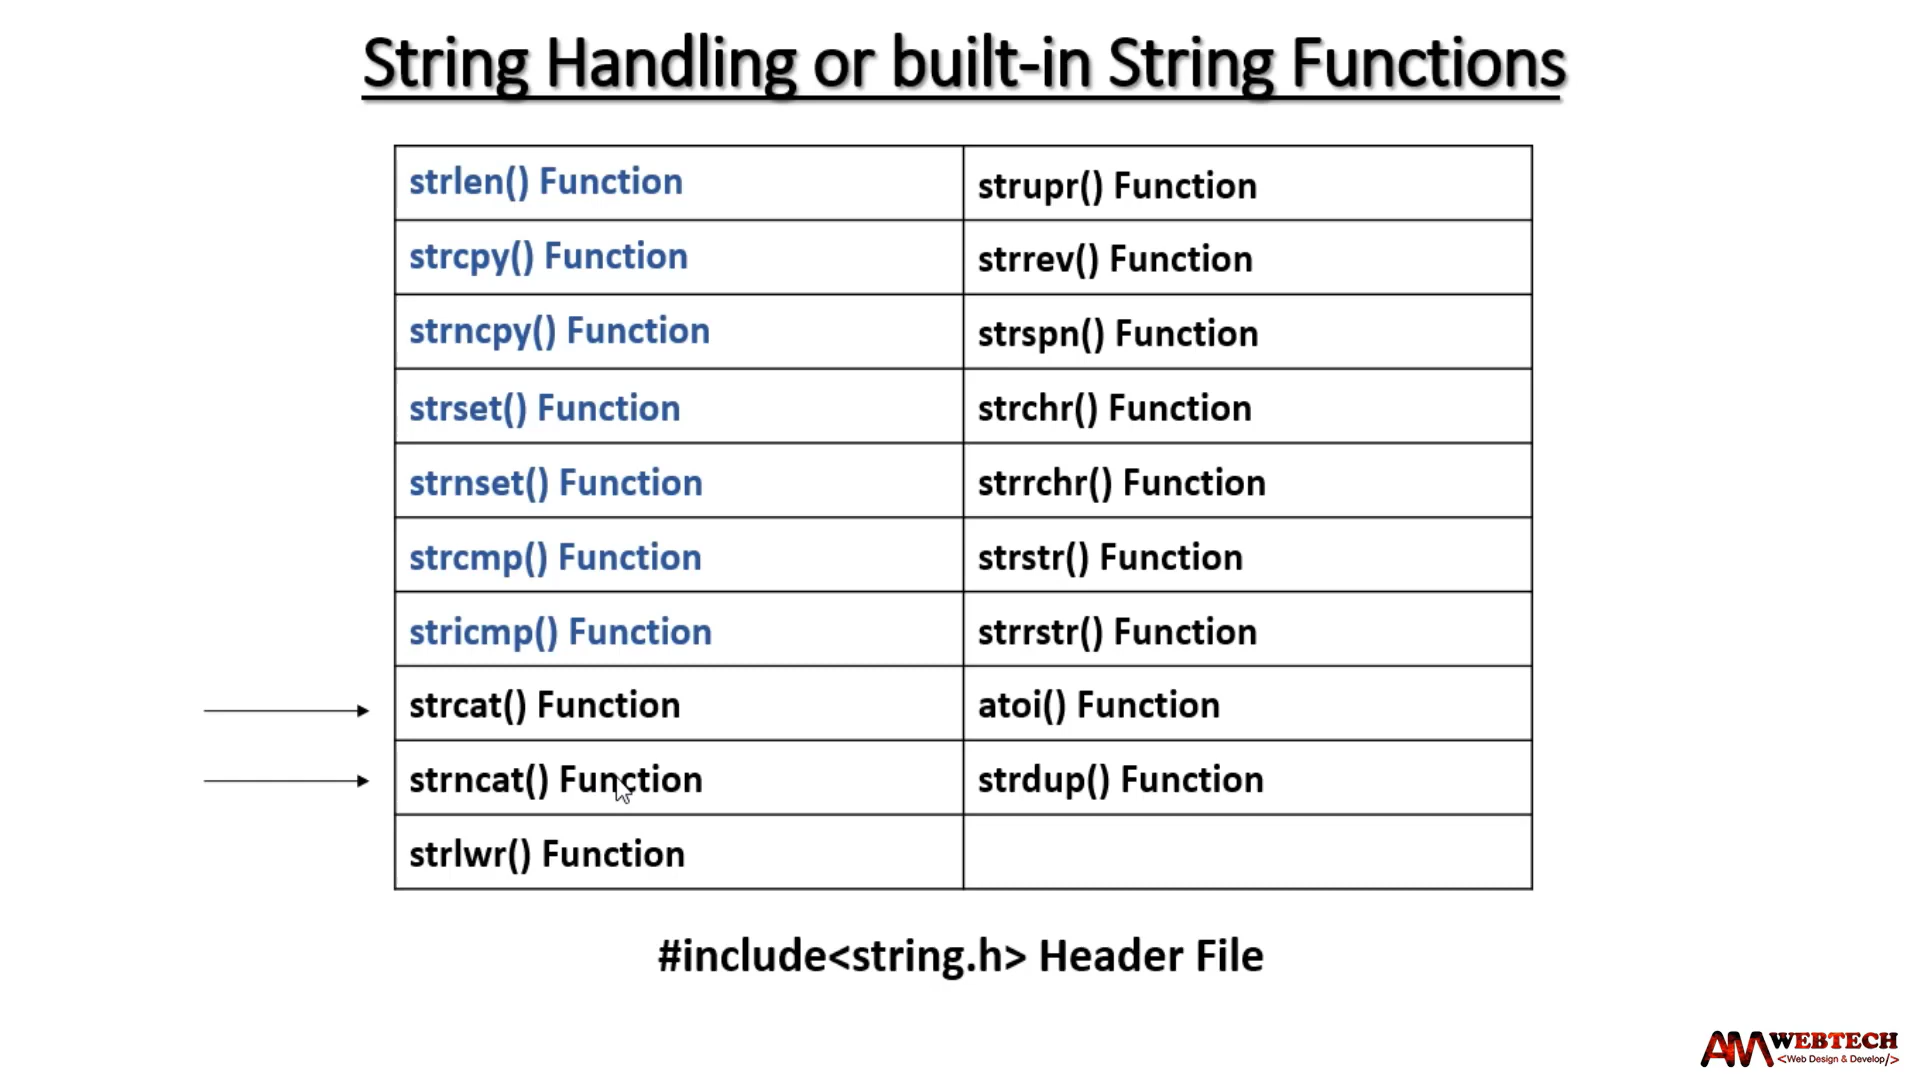 String Handling or built-in String Functions
strlen() Function
strupr() Function
strcpy() Function
strrev() Function
strncpy() Function
strspn() Function
strset() Function
strchr() Function
strnset() Function
strrchr() Function
strcmp() Function
strstr() Function
stricmp() Function
strrstr() Function
strcat() Function
atoi() Function
strncat() Function
strdup() Function
strlwr() Function
#include<string.h> Header File
AM WEBTECH
<Web Design & Develop/>